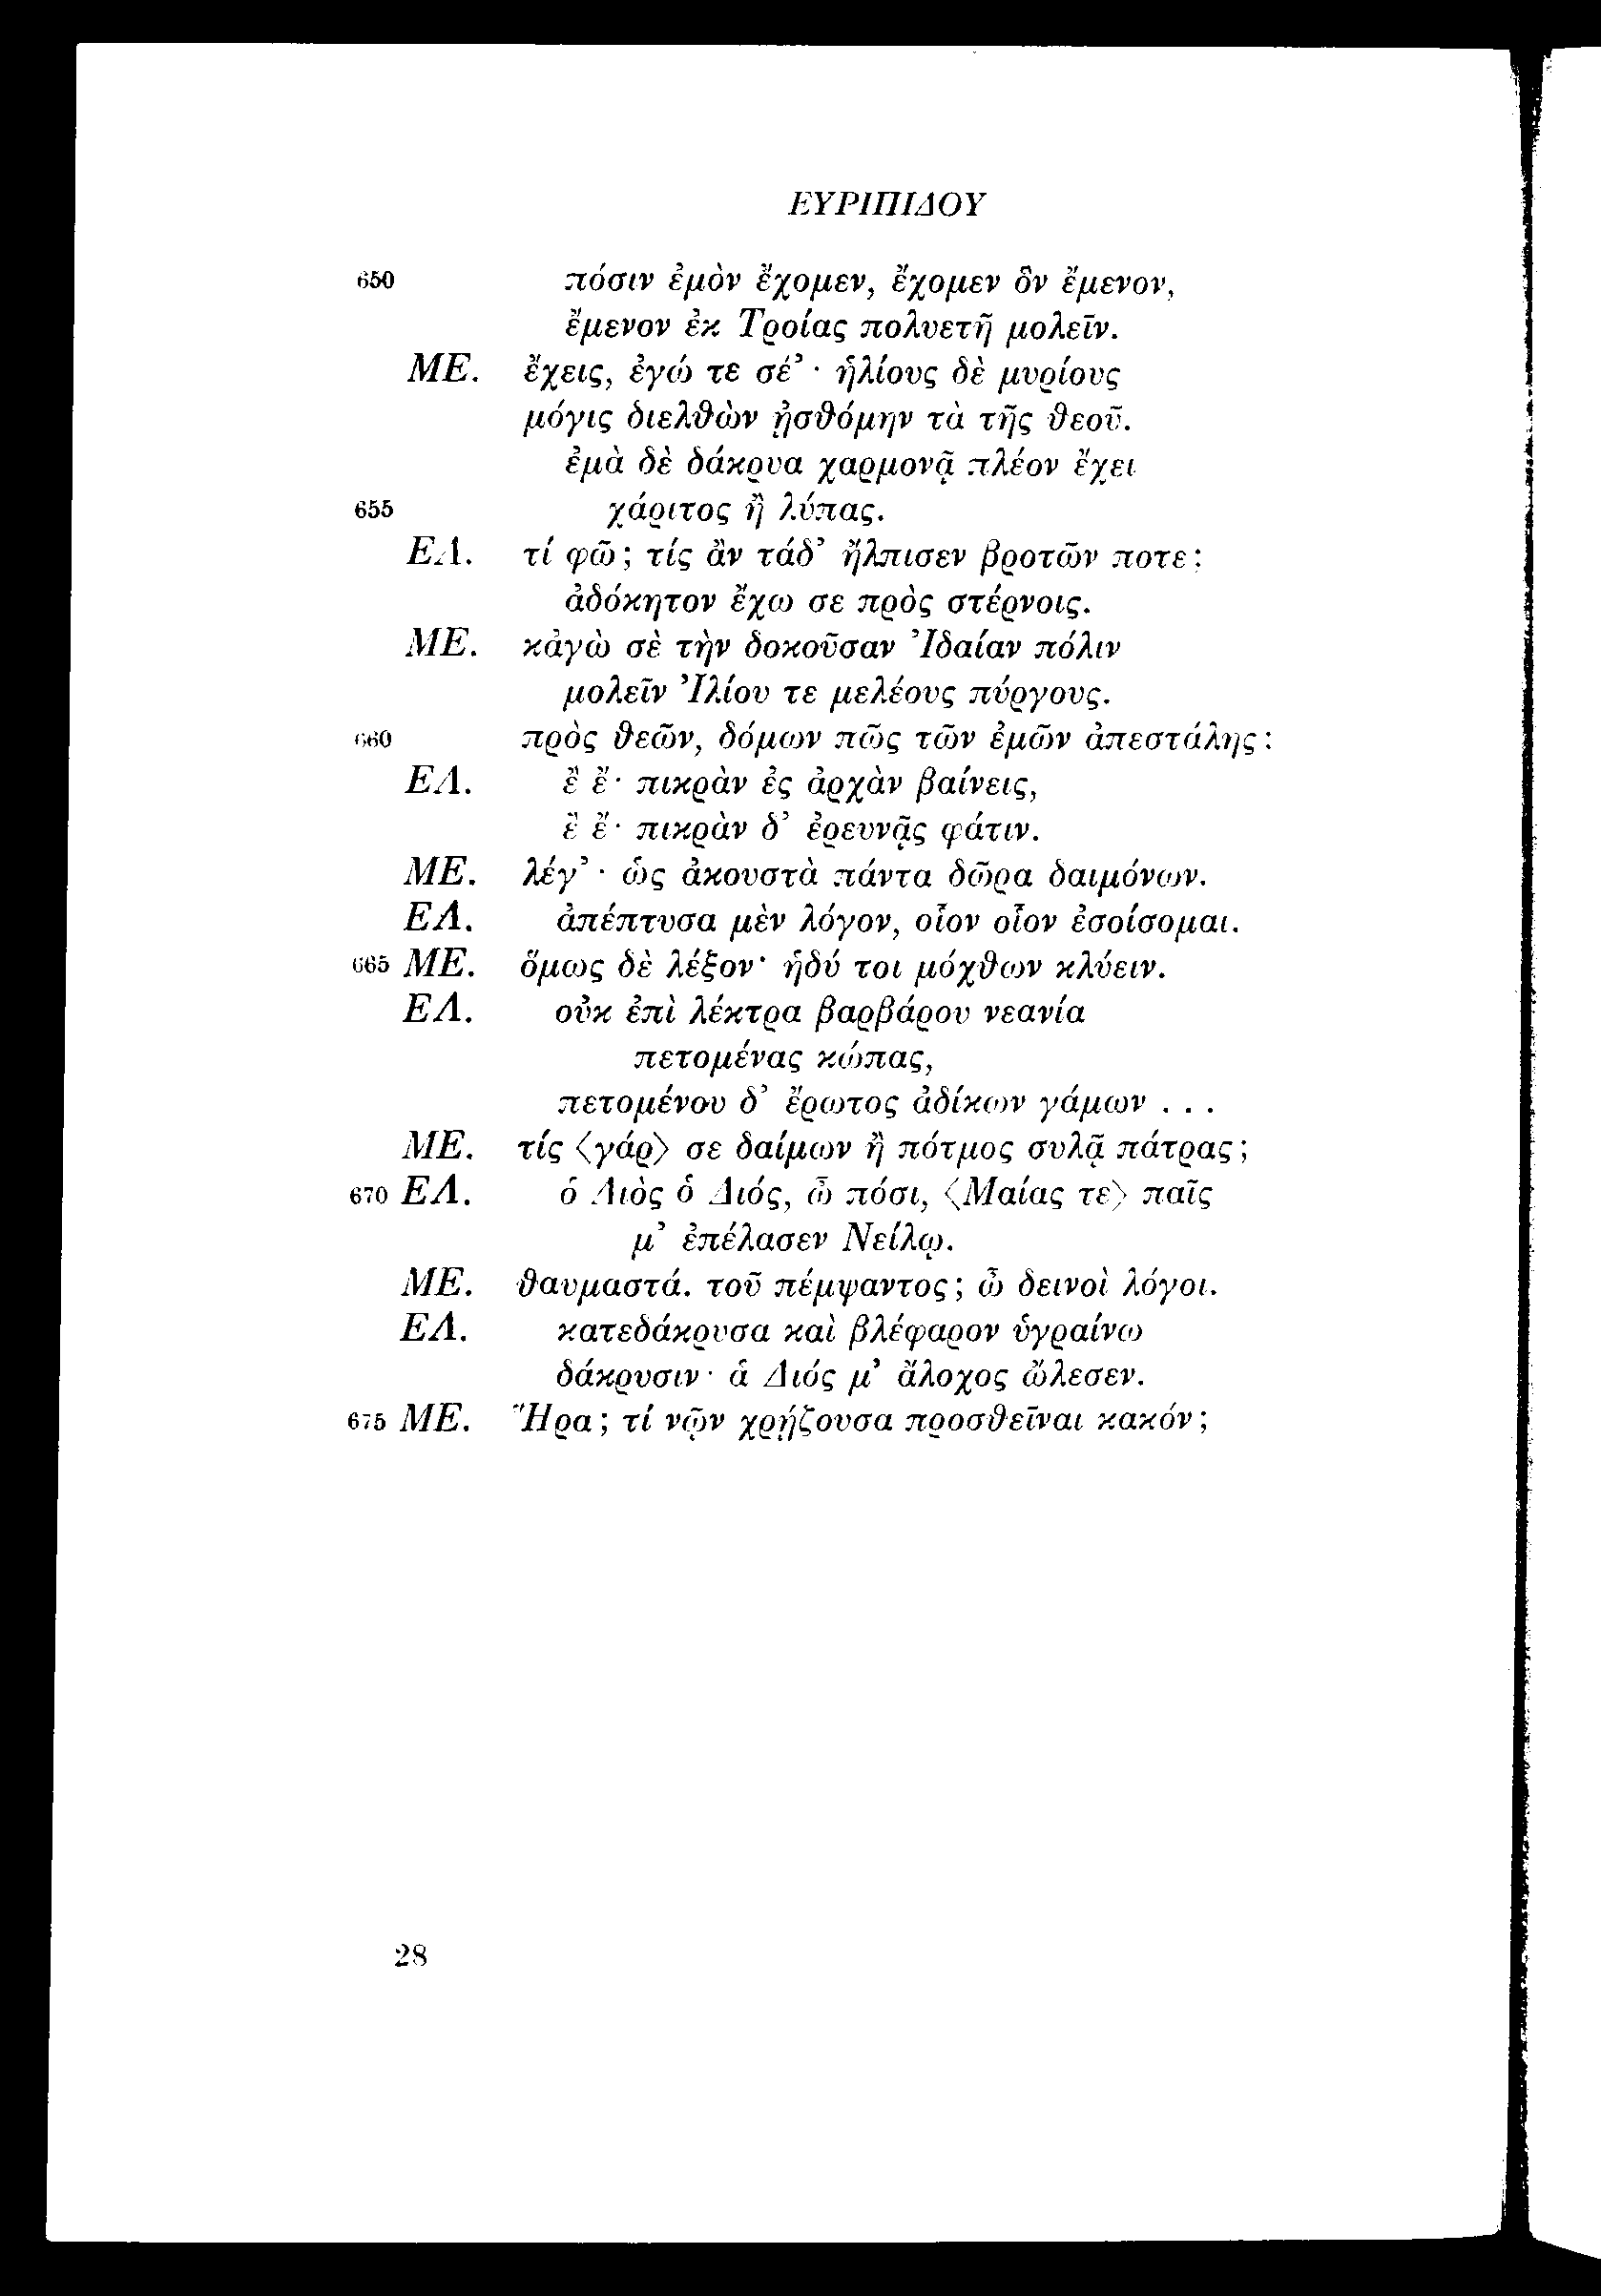 ΕΥΡΙΠΙΔΟΥ
650 πόσιν ἐμὸν ἔχομεν, ἔχομεν ὃν ἔμενον,
ἔμενον ἐκ Τροίας πολυετῆ μολεῖν.
ΜΕ. ἔχεις, ἐγώ τε σέ’ · ἡλίους δὲ μυρίους
μόγις διελθὼν ᾐσθόμην τὰ τῆς θεοῦ.
ἐμὰ δὲ δάκρυα χαρμονᾷ πλέον ἔχει
655 χάριτος ἢ λύπας.
ΕΛ. τί φῶ; τίς ἂν τάδ’ ἤλπισεν βροτῶν ποτε;
ἀδόκητον ἔχω σε πρὸς στέρνοις.
ΜΕ. κἀγὼ σὲ τὴν δοκοῦσαν Ἰδαίαν πόλιν
μολεῖν Ἰλίου τε μελέους πύργους.
660 πρὸς θεῶν, δόμων πῶς τῶν ἐμῶν ἀπεστάλης;
ΕΛ. ἒ ἔ· πικρὰν ἐς ἀρχὰν βαίνεις,
ἒ ἔ· πικρὰν δ’ ἐρευνᾷς φάτιν.
ΜΕ. λέγ’ · ὡς ἀκουστὰ πάντα δῶρα δαιμόνων.
ΕΛ. ἀπέπτυσα μὲν λόγον, οἷον οἷον ἐσοίσομαι.
665 ΜΕ. ὅμως δὲ λέξον· ἡδύ τοι μόχθων κλύειν.
ΕΛ. οὐκ ἐπὶ λέκτρα βαρβάρου νεανία
πετομένας κώπας,
πετομένου δ’ ἔρωτος ἀδίκων γάμων . . .
ΜΕ. τίς ⟨γάρ⟩ σε δαίμων ἢ πότμος συλᾷ πάτρας;
670 ΕΛ. ὁ Διὸς ὁ Διός, ὦ πόσι, ⟨Μαίας τε⟩ παῖς
μ’ ἐπέλασεν Νείλῳ.
ΜΕ. θαυμαστά. τοῦ πέμψαντος; ὦ δεινοὶ λόγοι.
ΕΛ. κατεδάκρυσα καὶ βλέφαρον ὑγραίνω
δάκρυσιν· ἁ Διός μ’ ἄλοχος ὤλεσεν.
675 ΜΕ. Ἥρα; τί νῷν χρῄζουσα προσθεῖναι κακόν;
28